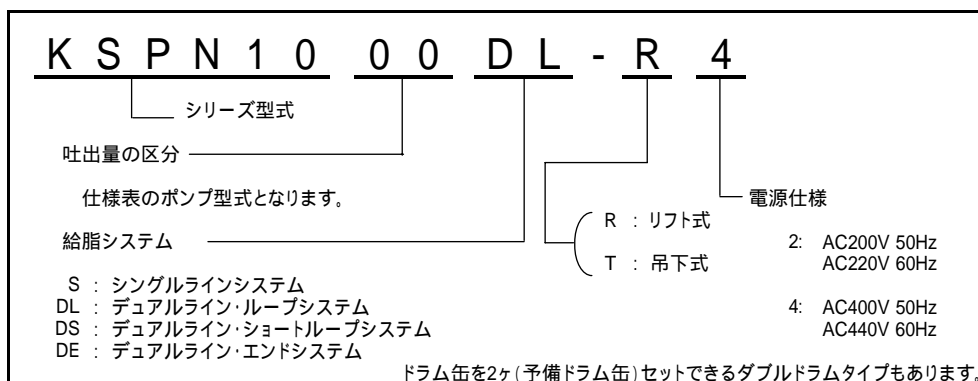 KSPN1000DL-R4
シリーズ型式
吐出量の区分
仕様表のポンプ型式となります。
電源仕様
給脂システム
R : リフト式
T : 吊下式
2: AC200V 50Hz
AC220V 60Hz
4: AC400V 50Hz
AC440V 60Hz
S : シングルラインシステム
DL : デュアルライン・ループシステム
DS : デュアルライン・ショートループシステム
DE : デュアルライン・エンドシステム
ドラム缶を2ヶ(予備ドラム缶)セットできるダブルドラムタイプもあります。